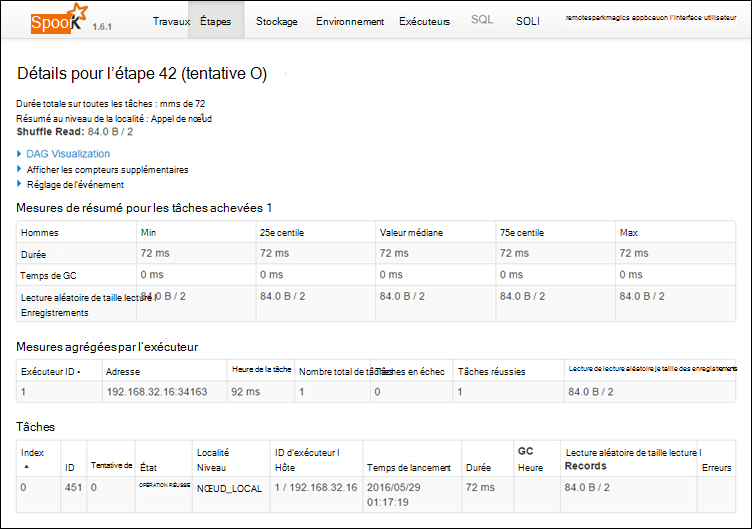 SpooK 1.6.1
Travaux Étapes Stockage Environnement Exécuteurs SQL SOLI remotesparkmagics appbcauon l'interface utilisateur
Détails pour l'étape 42 (tentative O)
Durée totale sur toutes les tâches : mms de 72
Résumé au niveau de la localité : Appel de nœud
Shuffle Read: 84.0 B / 2
DAG Visualization
Afficher les compteurs supplémentaires
Réglage de l'événement
Mesures de résumé pour les tâches achevées 1
Hommes Min 25e centile Valeur médiane 75e centile Max
Durée 72 ms 72 ms 72 ms 72 ms 72 ms
Temps de GC 0 ms 0 ms 0 ms 0 ms 0 ms
Lecture aléatoire de taille lecture l 84.0 B / 2 84.0 B / 2 84.0 B / 2 84.0 B / 2 84.0 B / 2
Enregistrements
Mesures agrégées par l'exécuteur
Exécuteur ID Adresse Heure de la tâche Nombre total de tâches Tâches en échec Tâches réussies Lecture de lecture aléatoire je taille des enregistrements
1 192.168.32.16:34163 92 ms 1 0 1 84.0 B / 2
Tâches
Index ID Tentative de État Localité Niveau ID d'exécuteur l Hôte Temps de lancement Durée GC Heure Lecture aléatoire de taille lecture l Records Erreurs
0 451 0 OPÉRATION RÉUSSIE NŒUD_LOCAL 1 / 192.168.32.16 2016/05/29 72 ms 84.0 B / 2
01:17:19